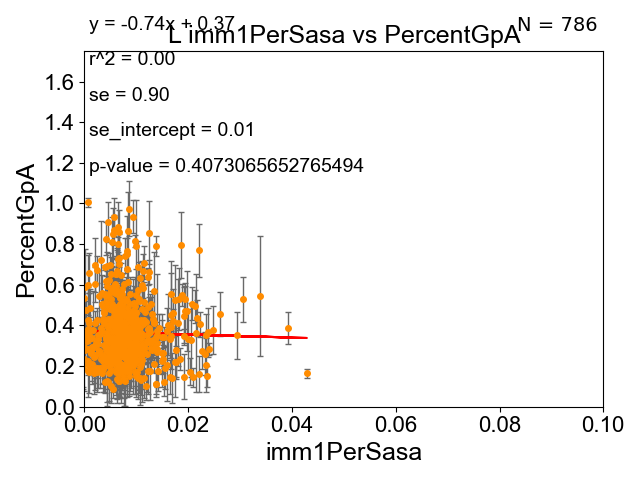 y = -0.74x + 0.37
L imm1PerSasa vs PercentGpA
N = 786
r^2 = 0.00
se = 0.90
se_intercept = 0.01
p-value = 0.4073065652765494
PercentGpA
1.6
1.4
1.2
1.0
0.8
0.6
0.4
0.2
0.0
0.00 0.02 0.04 0.06 0.08 0.10
imm1PerSasa